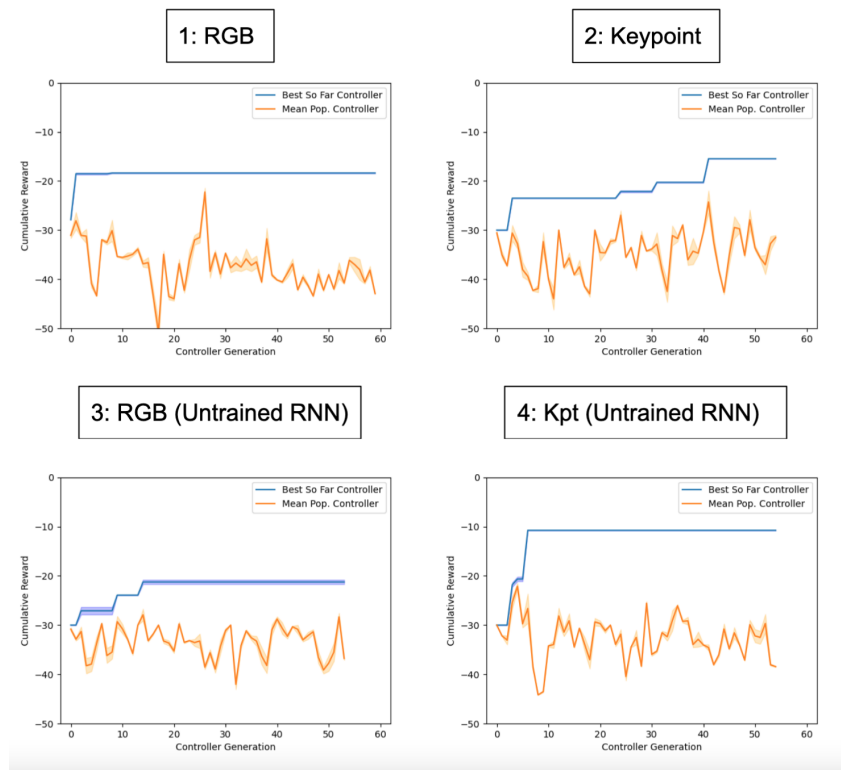 1: RGB
2: Keypoint
0
−10
−20
−30
−40
−50
Cumulative Reward
Best So Far Controller
Mean Pop. Controller
0 10 20 30 40 50 60
Controller Generation
0
−10
−20
−30
−40
−50
Cumulative Reward
Best So Far Controller
Mean Pop. Controller
0 10 20 30 40 50 60
Controller Generation
3: RGB (Untrained RNN)
4: Kpt (Untrained RNN)
0
−10
−20
−30
−40
−50
Cumulative Reward
Best So Far Controller
Mean Pop. Controller
0 10 20 30 40 50 60
Controller Generation
0
−10
−20
−30
−40
−50
Cumulative Reward
Best So Far Controller
Mean Pop. Controller
0 10 20 30 40 50 60
Controller Generation